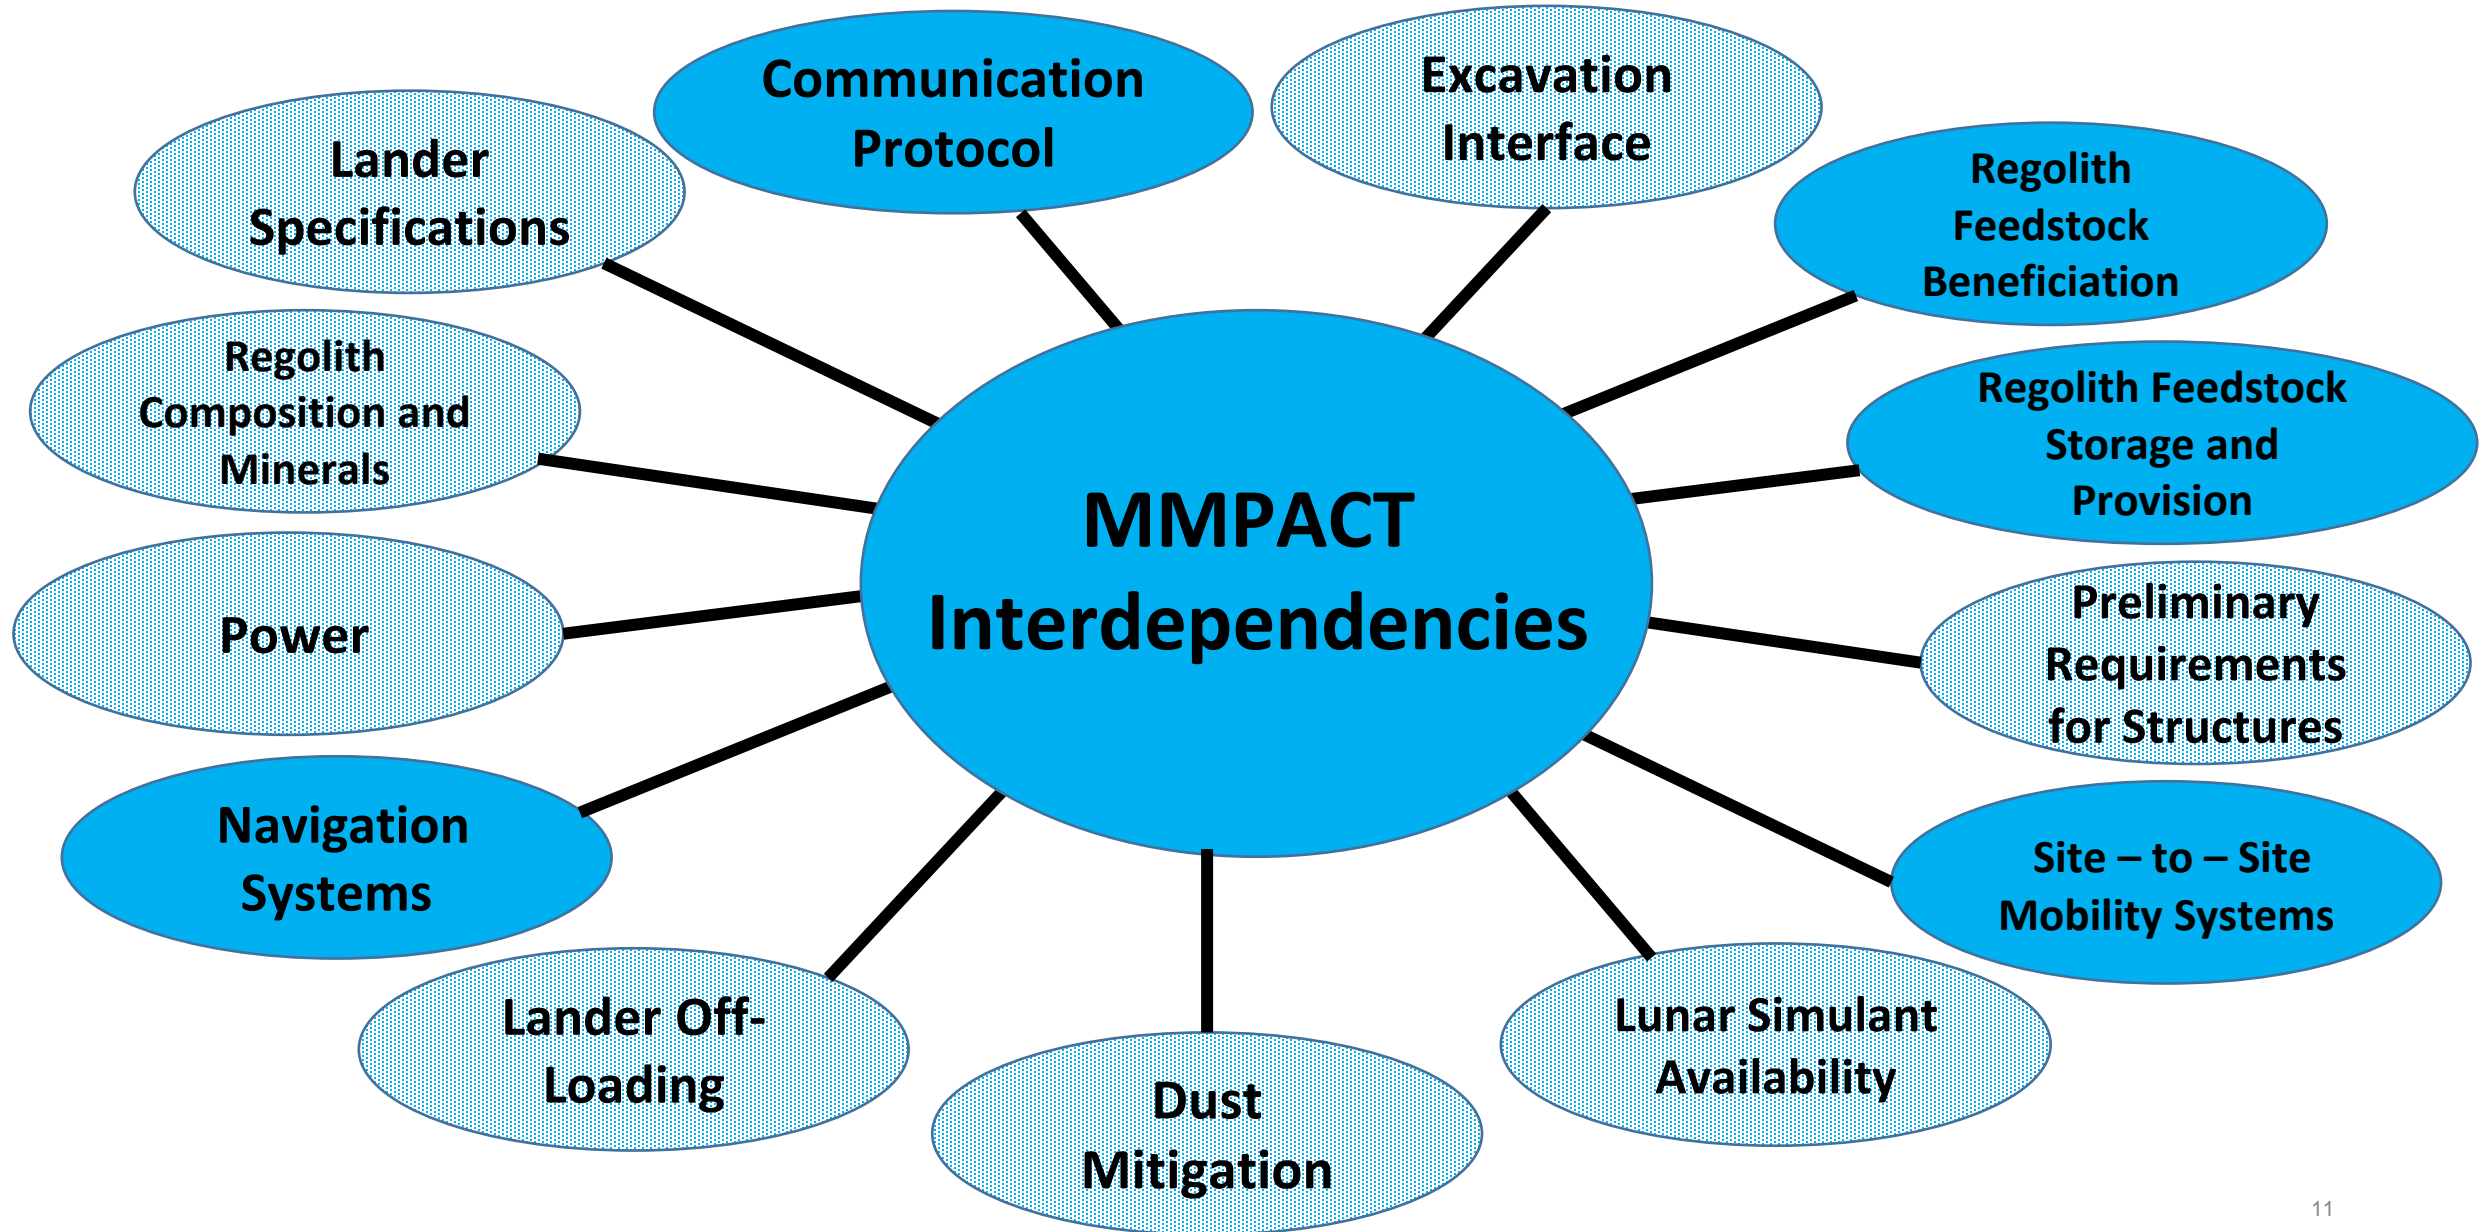 Communication
Protocol
Excavation
Interface
Lander
Specifications
Regolith
Feedstock
Beneficiation
Regolith
Composition and
Minerals
Regolith Feedstock
Storage and
Provision
MMPACT
Interdependencies
Power
Preliminary
Requirements
for Structures
Navigation
Systems
Site – to – Site
Mobility Systems
Lander Off-
Loading
Lunar Simulant
Availability
Dust
Mitigation
11